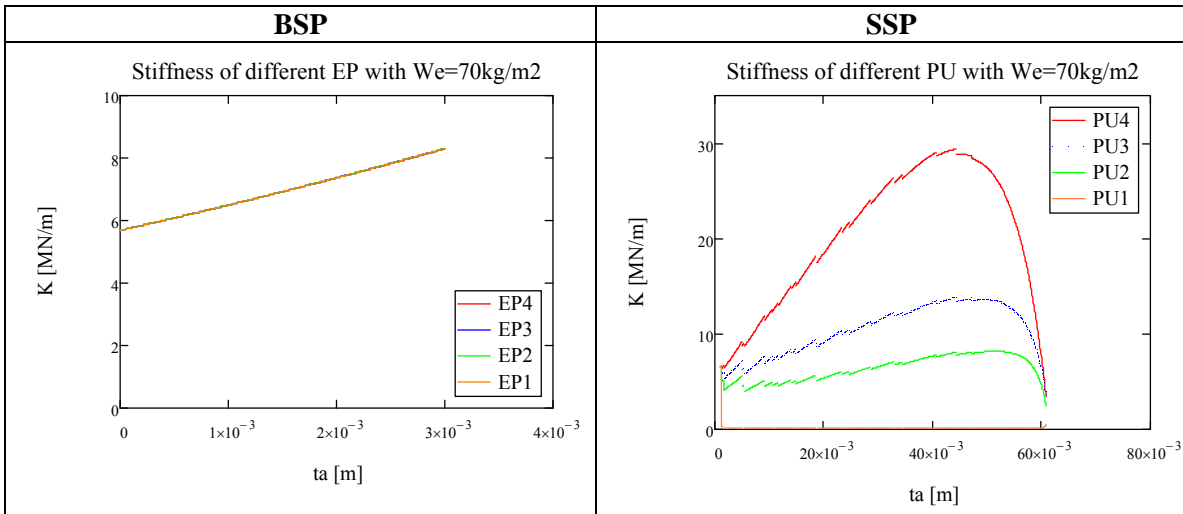 BSP
SSP
Stiffness of different EP with We=70kg/m2
10
8
6
4
2
0
K [MN/m]
0
1×10⁻³
2×10⁻³
3×10⁻³
4×10⁻³
ta [m]
EP4
EP3
EP2
EP1
Stiffness of different PU with We=70kg/m2
30
20
10
0
K [MN/m]
0
20×10⁻³
40×10⁻³
60×10⁻³
80×10⁻³
ta [m]
PU4
PU3
PU2
PU1